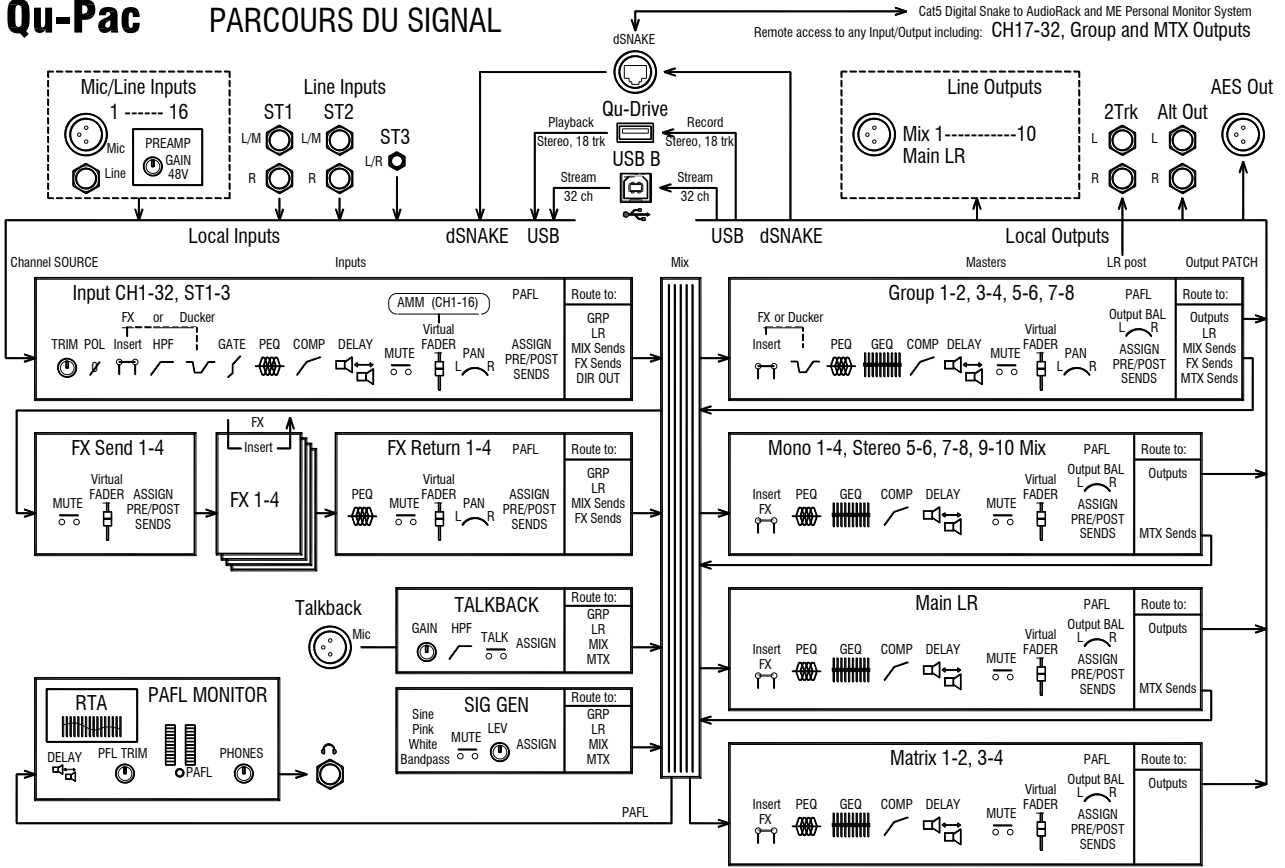 Qu-Pac PARCOURS DU SIGNAL
Cat5 Digital Snake to AudioRack and ME Personal Monitor System
Remote access to any Input/Output including: CH17-32, Group and MTX Outputs
dSNAKE
Mic/Line Inputs
1 ------ 16
Mic
Line
PREAMP
GAIN
48V
Line Inputs
ST1
ST2
ST3
L/M
L/M
L/R
R
R
Qu-Drive
Playback
Stereo, 18 trk
Record
Stereo, 18 trk
USB B
Stream
32 ch
Stream
32 ch
Line Outputs
Mix 1-----------10
Main LR
2Trk
L
R
Alt Out
L
R
AES Out
Local Inputs
dSNAKE
USB
USB
dSNAKE
Local Outputs
Channel SOURCE
Inputs
Mix
Masters
LR post
Output PATCH
Input CH1-32, ST1-3
AMM (CH1-16)
PAFL
FX or Ducker
TRIM POL Insert HPF GATE PEQ COMP DELAY MUTE
Virtual
FADER
PAN
L R
ASSIGN
PRE/POST
SENDS
Route to:
GRP
LR
MIX Sends
FX Sends
DIR OUT
Group 1-2, 3-4, 5-6, 7-8
FX or Ducker
Insert PEQ GEQ COMP DELAY MUTE
Virtual
FADER
PAN
L R
PAFL
Output BAL
L R
ASSIGN
PRE/POST
SENDS
Route to:
Outputs
LR
MIX Sends
FX Sends
MTX Sends
FX Send 1-4
MUTE
Virtual
FADER
ASSIGN
PRE/POST
SENDS
FX
Insert
FX 1-4
FX Return 1-4
PAFL
PEQ MUTE
Virtual
FADER
PAN
L R
ASSIGN
PRE/POST
SENDS
Route to:
GRP
LR
MIX Sends
FX Sends
Mono 1-4, Stereo 5-6, 7-8, 9-10 Mix
Insert
FX
PEQ GEQ COMP DELAY MUTE
Virtual
FADER
PAFL
Output BAL
L R
ASSIGN
PRE/POST
SENDS
Route to:
Outputs
MTX Sends
Talkback
Mic
TALKBACK
GAIN HPF TALK ASSIGN
Route to:
GRP
LR
MIX
MTX
Main LR
Insert
FX
PEQ GEQ COMP DELAY MUTE
Virtual
FADER
PAFL
Output BAL
L R
ASSIGN
PRE/POST
SENDS
Route to:
Outputs
MTX Sends
RTA
PAFL MONITOR
DELAY
PFL TRIM
PAFL
PHONES
SIG GEN
Sine
Pink
White
Bandpass
MUTE
LEV
ASSIGN
Route to:
GRP
LR
MIX
MTX
PAFL
Matrix 1-2, 3-4
Insert
FX
PEQ GEQ COMP DELAY MUTE
Virtual
FADER
PAFL
Output BAL
L R
ASSIGN
PRE/POST
SENDS
Route to:
Outputs